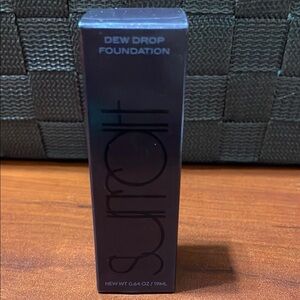 DEW DROP
FOUNDATION
surratt
NEW WT 0.64 OZ / 19ML